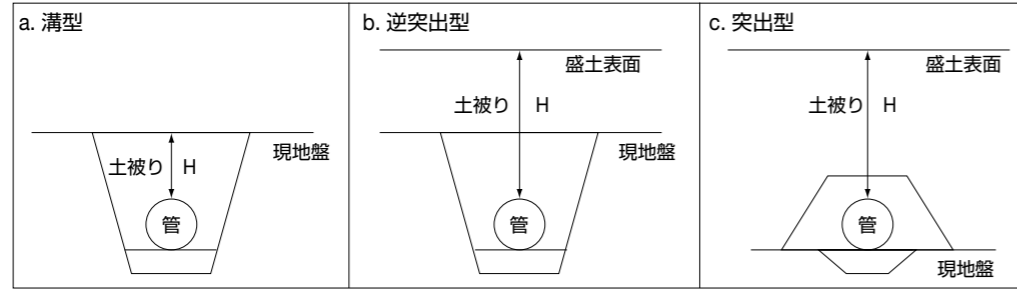 a. 溝型
土被り H
現地盤
管
b. 逆突出型
盛土表面
土被り H
現地盤
管
c. 突出型
盛土表面
土被り H
管
現地盤